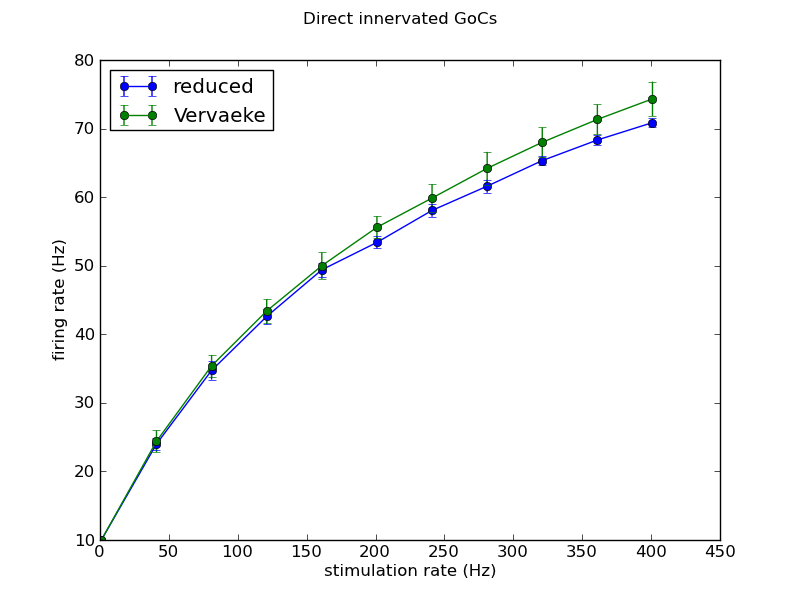 Direct innervated GoCs
reduced
Vervaeke
80
70
60
50
40
30
20
10
firing rate (Hz)
0 50 100 150 200 250 300 350 400 450
stimulation rate (Hz)